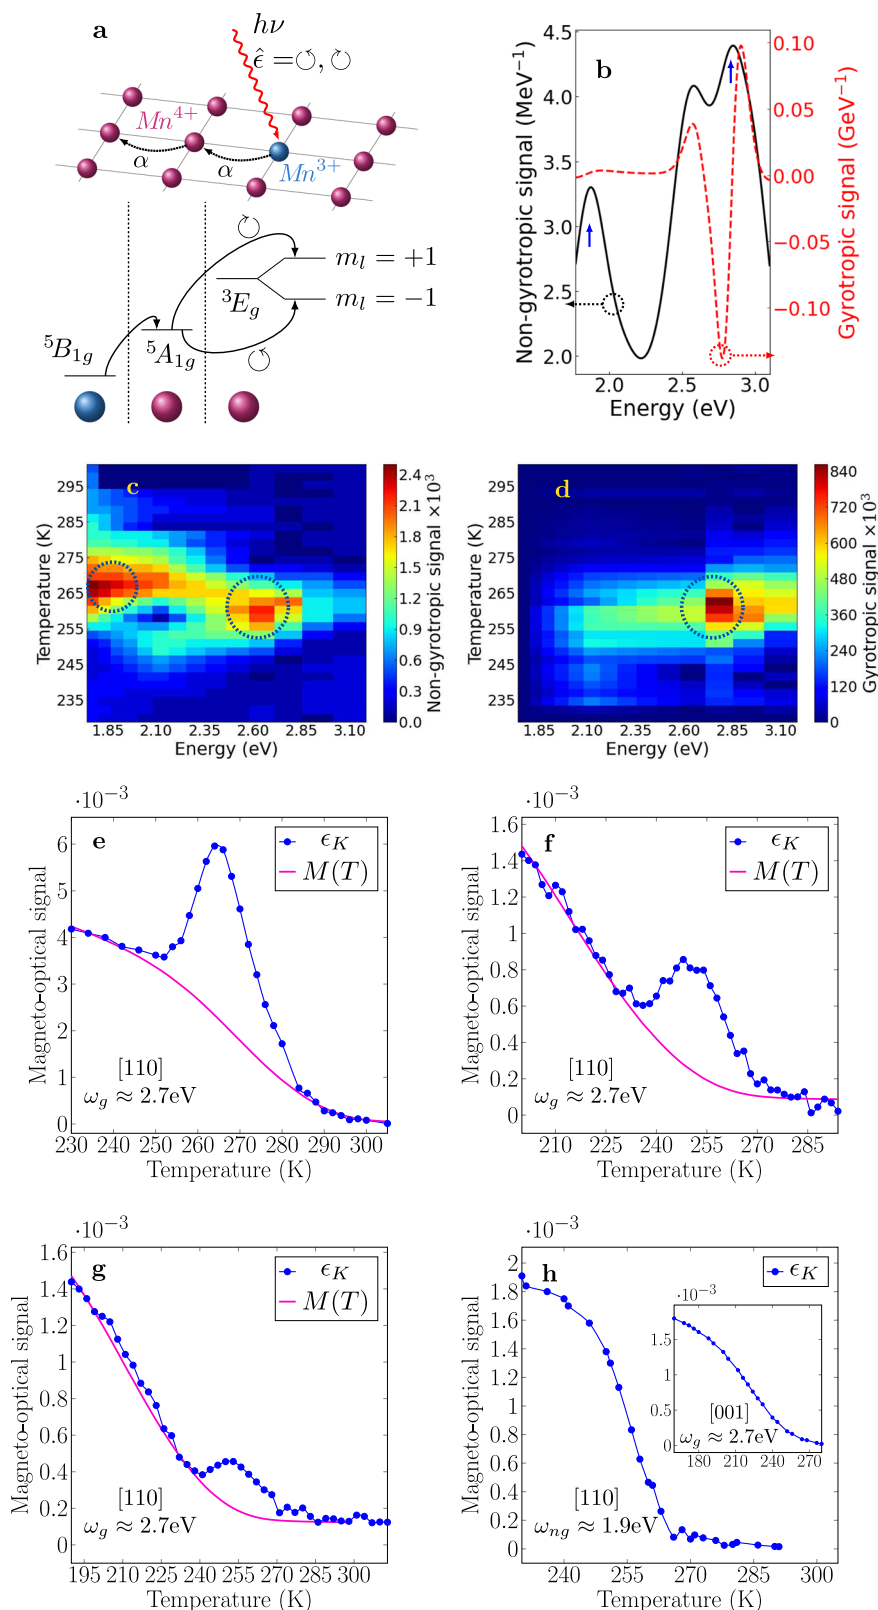 a
hν
ϵ̂ = ↺, ↻
Mn⁴⁺
α
α
Mn³⁺
mₗ = +1
³E_g
mₗ = −1
⁵B₁g
⁵A₁g
b
Non-gyrotropic signal (MeV⁻¹)
4.5
4.0
3.5
3.0
2.5
2.0
2.0
2.5
3.0
Energy (eV)
0.10
0.05
0.00
−0.05
−0.10
Gyrotropic signal (GeV⁻¹)
c
Temperature (K)
295
285
275
265
255
245
235
1.85
2.10
2.35
2.60
2.85
3.10
Energy (eV)
2.4
2.1
1.8
1.5
1.2
0.9
0.6
0.3
0.0
Non-gyrotropic signal ×10³
d
Temperature (K)
295
285
275
265
255
245
235
1.85
2.10
2.35
2.60
2.85
3.10
Energy (eV)
840
720
600
480
360
240
120
0
Gyrotropic signal ×10³
·10⁻³
e
ϵ_K
M(T)
Magneto-optical signal
6
5
4
3
2
1
0
[110]
ω_g ≈ 2.7eV
230 240 250 260 270 280 290 300
Temperature (K)
·10⁻³
f
ϵ_K
M(T)
Magneto-optical signal
1.6
1.4
1.2
1
0.8
0.6
0.4
0.2
0
[110]
ω_g ≈ 2.7eV
210 225 240 255 270 285
Temperature (K)
·10⁻³
g
ϵ_K
M(T)
Magneto-optical signal
1.6
1.4
1.2
1
0.8
0.6
0.4
0.2
0
[110]
ω_g ≈ 2.7eV
195 210 225 240 255 270 285 300
Temperature (K)
·10⁻³
h
ϵ_K
Magneto-optical signal
2
1.8
1.6
1.4
1.2
1
0.8
0.6
0.4
0.2
0
·10⁻³
1.5
1
0.5
0
[001]
ω_g ≈ 2.7eV
180 210 240 270
[110]
ω_ng ≈ 1.9eV
240 255 270 285 300
Temperature (K)